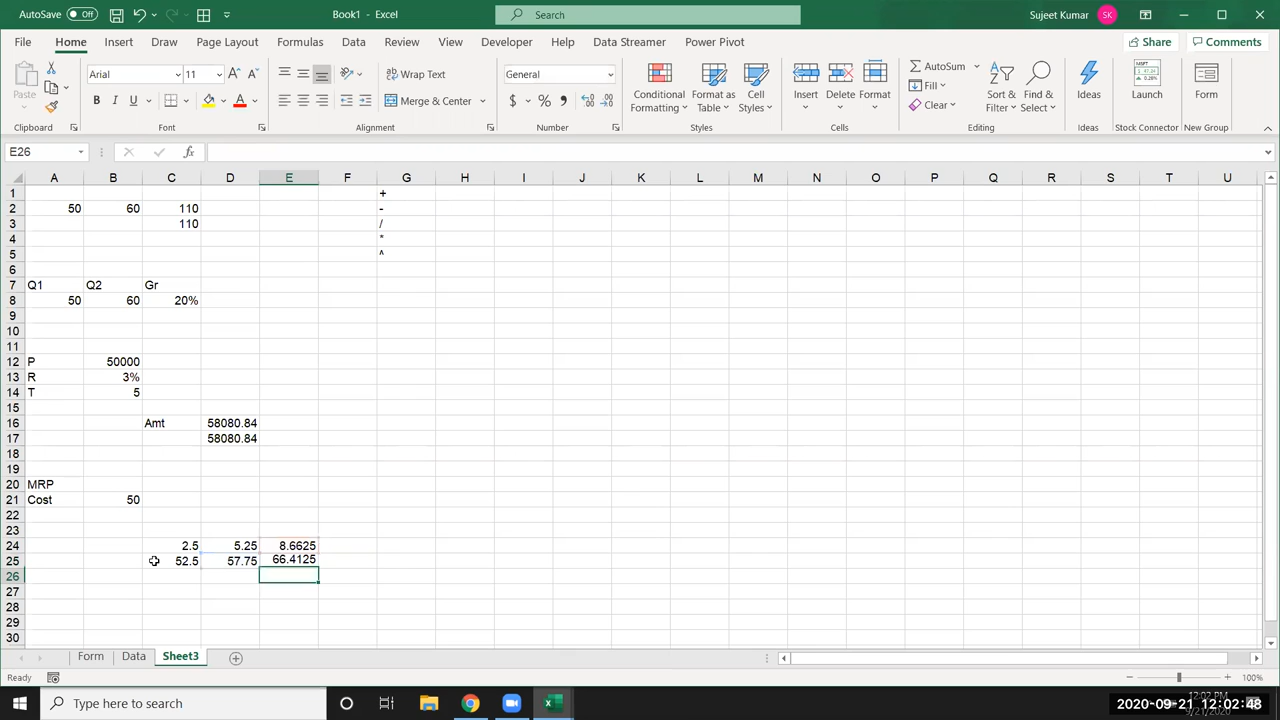 AutoSave Off Book1 - Excel Search Sujeet Kumar SK
File Home Insert Draw Page Layout Formulas Data Review View Developer Help Data Streamer Power Pivot Share Comments
Paste Arial 11 A A Wrap Text General Conditional Formatting Format as Table Cell Styles Insert Delete Format AutoSum Fill Clear Sort & Filter Find & Select Ideas MSFT Launch Form
B I U A Merge & Center $ % ,
Clipboard Font Alignment Number Styles Cells Editing Ideas Stock Connector New Group
E26 fx
A B C D E F G H I J K L M N O P Q R S T U
1 +
2 50 60 110 -
3 110 /
4 *
5 ^
6
7 Q1 Q2 Gr
8 50 60 20%
9
10
11
12 P 50000
13 R 3%
14 T 5
15
16 Amt 58080.84
17 58080.84
18
19
20 MRP
21 Cost 50
22
23
24 2.5 5.25 8.6625
25 52.5 57.75 66.4125
26
27
28
29
30
Form Data Sheet3
Ready 100%
Type here to search 12:02 PM
2020-09-21 12:02:48